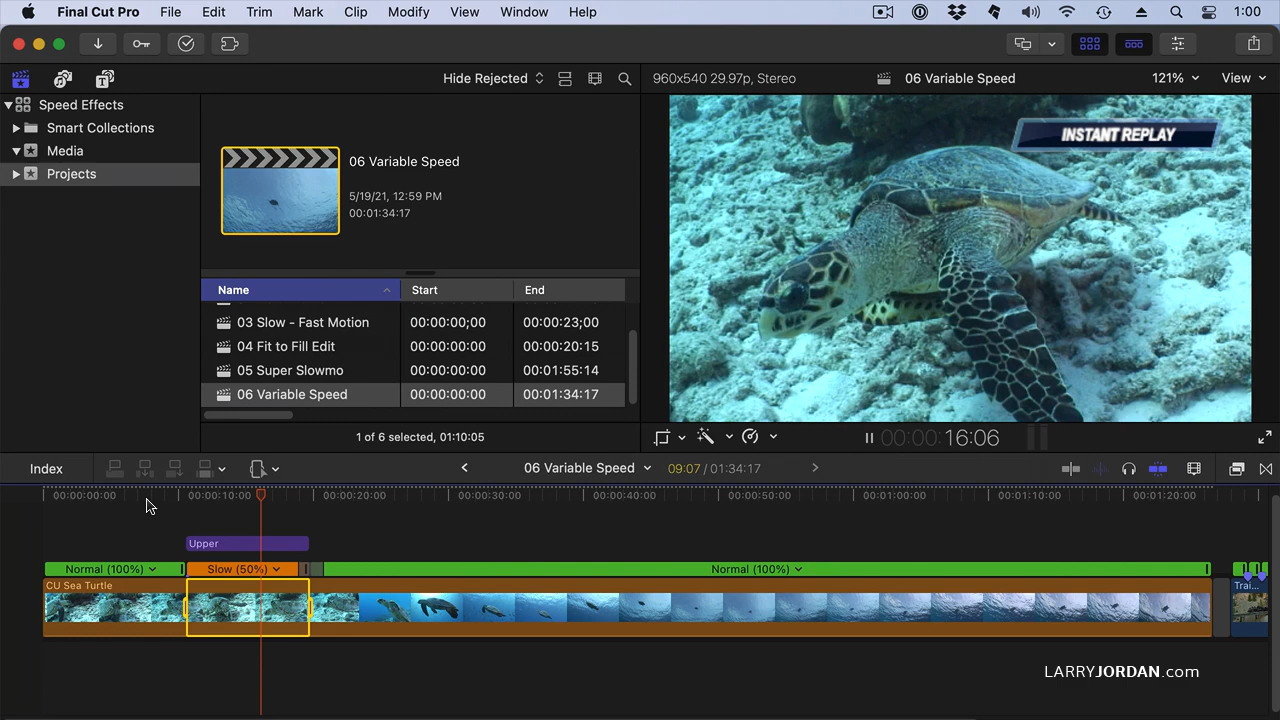 Final Cut Pro File Edit Trim Mark Clip Modify View Window Help 1:00
Hide Rejected
960x540 29.97p, Stereo
06 Variable Speed
121%
View
Speed Effects
Smart Collections
Media
Projects
06 Variable Speed
5/19/21, 12:59 PM
00:01:34:17
INSTANT REPLAY
Name Start End
03 Slow - Fast Motion 00:00:00;00 00:00:23;00
04 Fit to Fill Edit 00:00:00:00 00:00:20:15
05 Super Slowmo 00:00:00:00 00:01:55:14
06 Variable Speed 00:00:00:00 00:01:34:17
1 of 6 selected, 01:10:05
00:00:16:06
Index
06 Variable Speed
09:07 / 01:34:17
00:00:00:00 00:00:10:00 00:00:20:00 00:00:30:00 00:00:40:00 00:00:50:00 00:01:00:00 00:01:10:00 00:01:20:00
Upper
Normal (100%) Slow (50%) Normal (100%)
CU Sea Turtle
Trai...
LARRYJORDAN.com